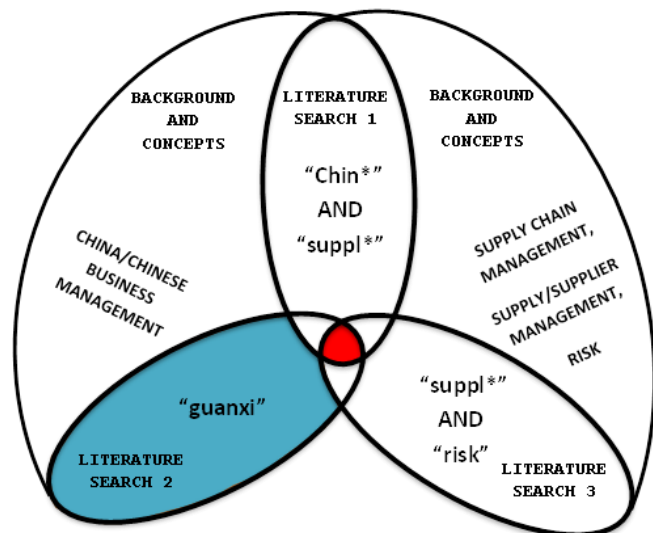 BACKGROUND
AND
CONCEPTS
LITERATURE
SEARCH 1
BACKGROUND
AND
CONCEPTS
“Chin*”
AND
“suppl*”
CHINA/CHINESE
BUSINESS
MANAGEMENT
SUPPLY CHAIN
MANAGEMENT,
SUPPLY/SUPPLIER
MANAGEMENT,
RISK
“guanxi”
LITERATURE
SEARCH 2
“suppl*”
AND
“risk”
LITERATURE
SEARCH 3